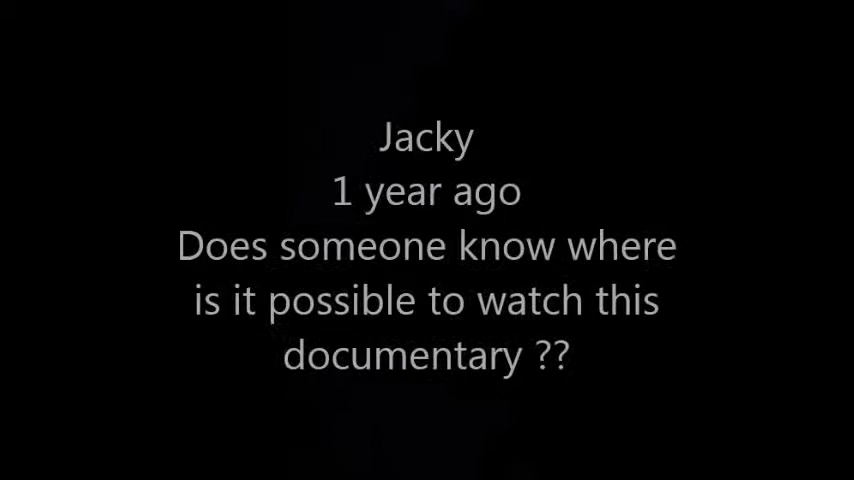 Jacky
1 year ago
Does someone know where
is it possible to watch this
documentary ??